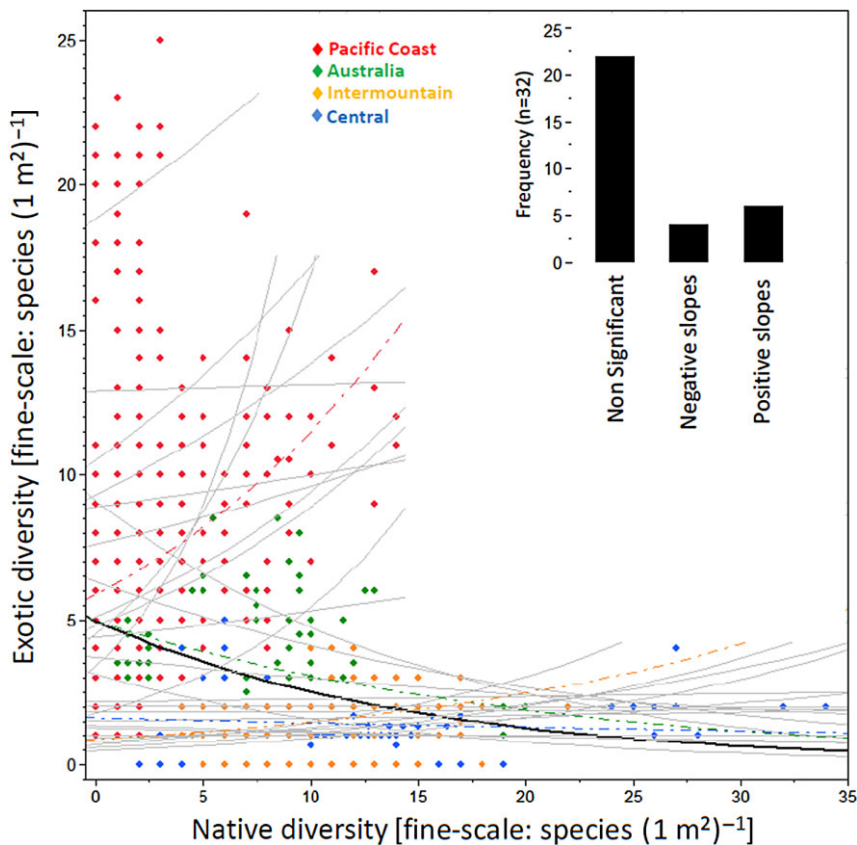 Exotic diversity [fine-scale: species (1 m²)⁻¹]
25
20
15
10
5
0
Pacific Coast
Australia
Intermountain
Central
Frequency (n=32)
25
20
15
10
5
0
Non Significant
Negative slopes
Positive slopes
0
5
10
15
20
25
30
35
Native diversity [fine-scale: species (1 m²)⁻¹]